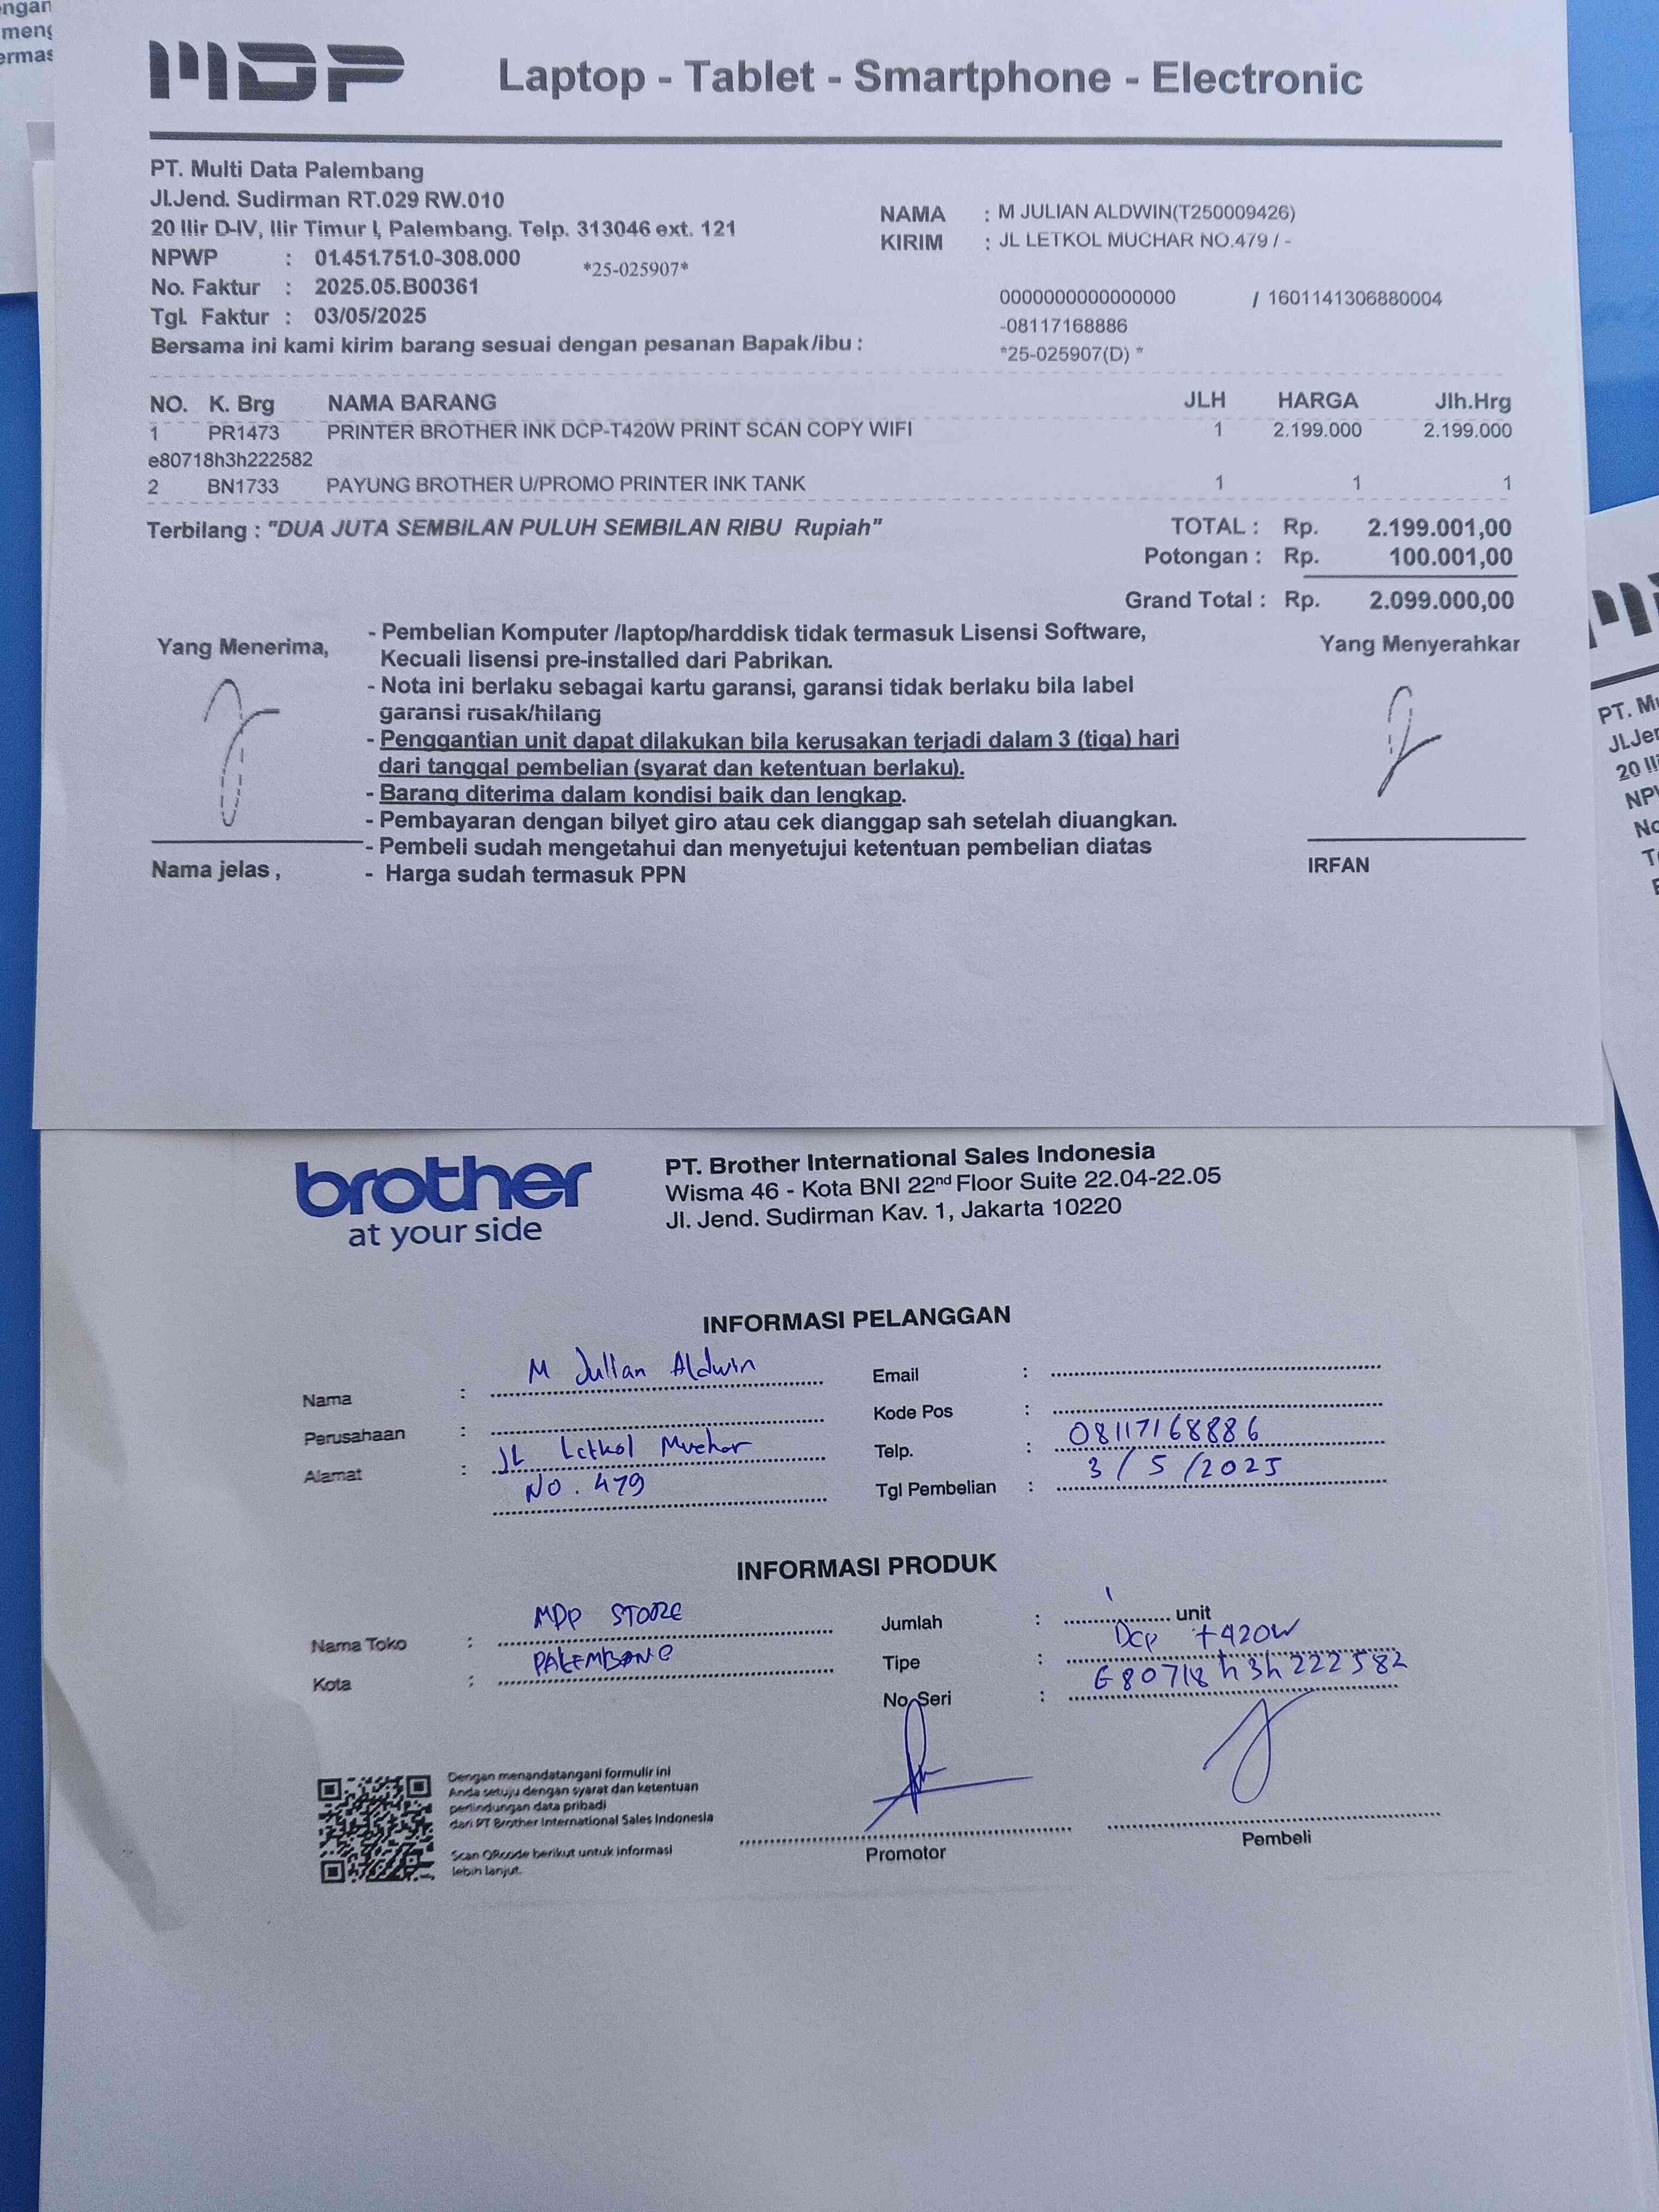 ngan
meng
ermas
MDP Laptop - Tablet - Smartphone - Electronic
PT. Multi Data Palembang
Jl.Jend. Sudirman RT.029 RW.010
20 Ilir D-IV, Ilir Timur I, Palembang. Telp. 313046 ext. 121
NPWP : 01.451.751.0-308.000 *25-025907*
No. Faktur : 2025.05.B00361
Tgl. Faktur : 03/05/2025
Bersama ini kami kirim barang sesuai dengan pesanan Bapak/ibu :
NAMA : M JULIAN ALDWIN(T250009426)
KIRIM : JL LETKOL MUCHAR NO.479 / -
0000000000000000 / 1601141306880004
-08117168886
*25-025907(D) *
NO. K. Brg NAMA BARANG JLH HARGA Jlh.Hrg
1 PR1473 PRINTER BROTHER INK DCP-T420W PRINT SCAN COPY WIFI 1 2.199.000 2.199.000
e80718h3h222582
2 BN1733 PAYUNG BROTHER U/PROMO PRINTER INK TANK 1 1 1
Terbilang : "DUA JUTA SEMBILAN PULUH SEMBILAN RIBU Rupiah"
TOTAL : Rp. 2.199.001,00
Potongan : Rp. 100.001,00
Grand Total : Rp. 2.099.000,00
Yang Menerima,
- Pembelian Komputer /laptop/harddisk tidak termasuk Lisensi Software,
Kecuali lisensi pre-installed dari Pabrikan.
- Nota ini berlaku sebagai kartu garansi, garansi tidak berlaku bila label
garansi rusak/hilang
- Penggantian unit dapat dilakukan bila kerusakan terjadi dalam 3 (tiga) hari
dari tanggal pembelian (syarat dan ketentuan berlaku).
- Barang diterima dalam kondisi baik dan lengkap.
- Pembayaran dengan bilyet giro atau cek dianggap sah setelah diuangkan.
- Pembeli sudah mengetahui dan menyetujui ketentuan pembelian diatas
- Harga sudah termasuk PPN
Nama jelas ,
Yang Menyerahkar
IRFAN
PT. Mu
Jl.Jer
20 Il
NPV
No
T
brother
at your side
PT. Brother International Sales Indonesia
Wisma 46 - Kota BNI 22nd Floor Suite 22.04-22.05
Jl. Jend. Sudirman Kav. 1, Jakarta 10220
INFORMASI PELANGGAN
Nama : M Julian Aldwin
Perusahaan :
Alamat : JL Letkol Muchar
No. 479
Email :
Kode Pos :
Telp. : 08117168886
Tgl Pembelian : 3 / 5 / 2025
INFORMASI PRODUK
Nama Toko : MDP STORE
Kota : PALEMBANG
Jumlah : 1 unit
Tipe : Dcp t420w
No Seri : E80718h3h222582
Dengan menandatangani formulir ini
Anda setuju dengan syarat dan ketentuan
perlindungan data pribadi
dari PT Brother International Sales Indonesia
Scan QRcode berikut untuk informasi
lebih lanjut.
Promotor
Pembeli